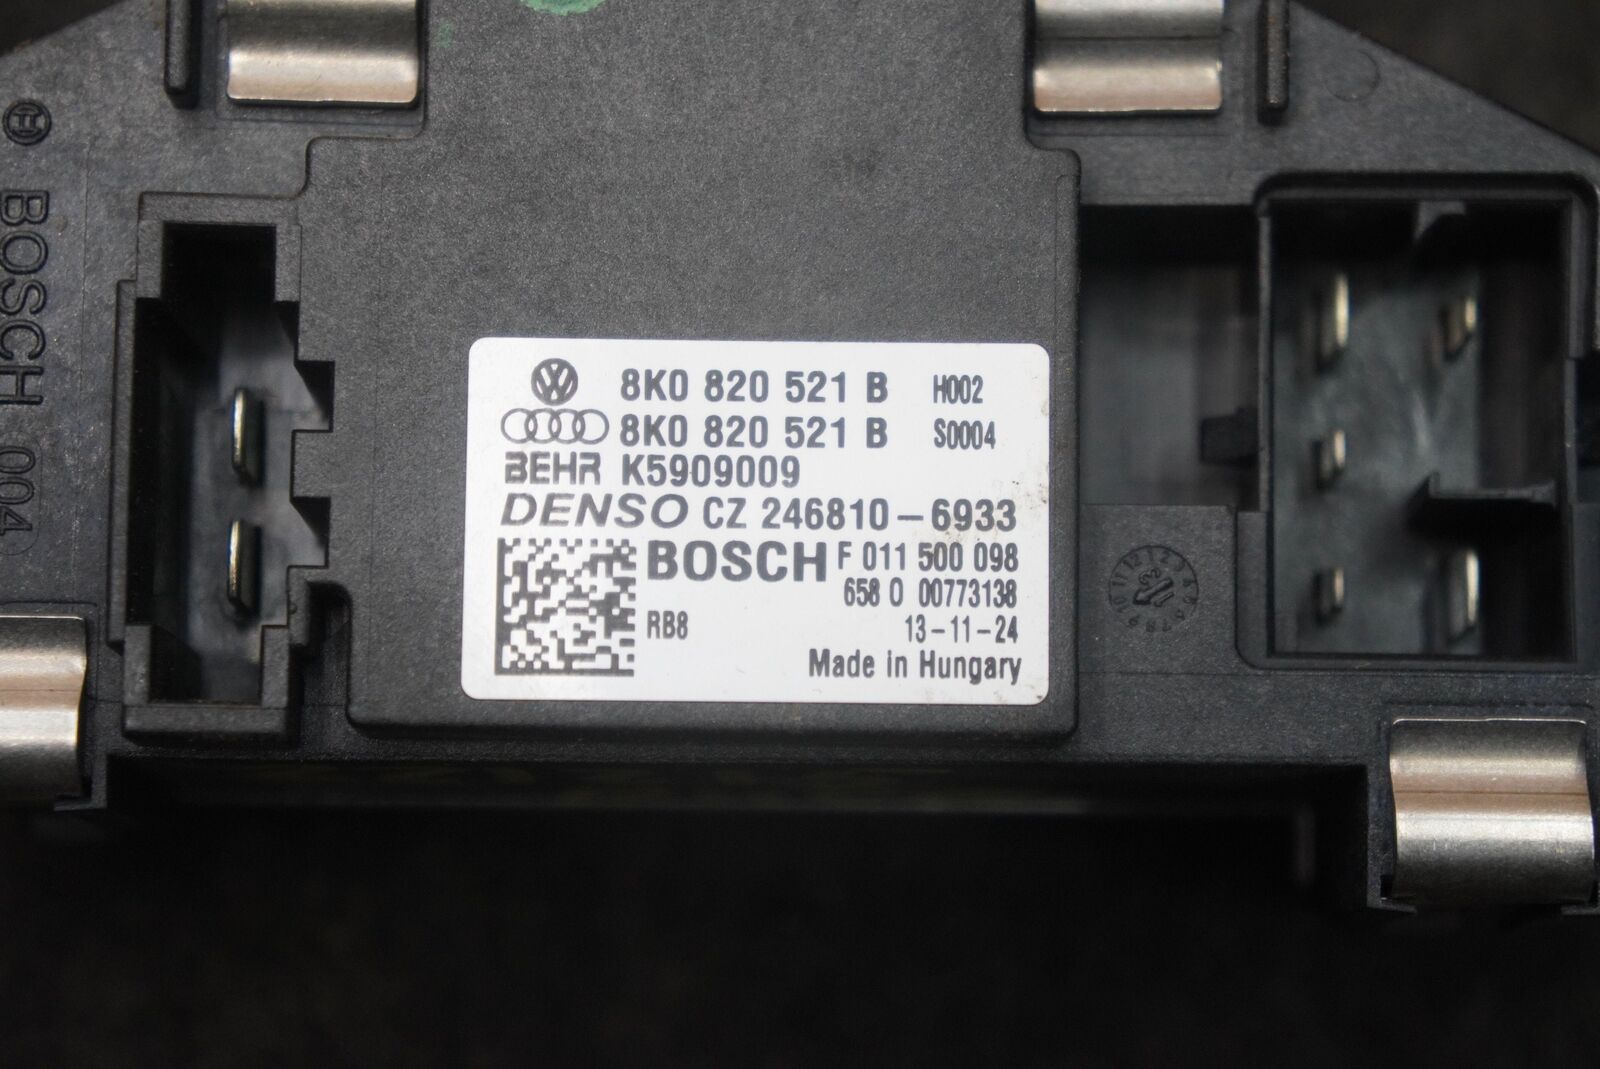 BOSCH 004
8K0 820 521 B H002
8K0 820 521 B S0004
BEHR K5909009
DENSO CZ 246810-6933
BOSCH F 011 500 098
658 0 00773138
RB8 13-11-24
Made in Hungary